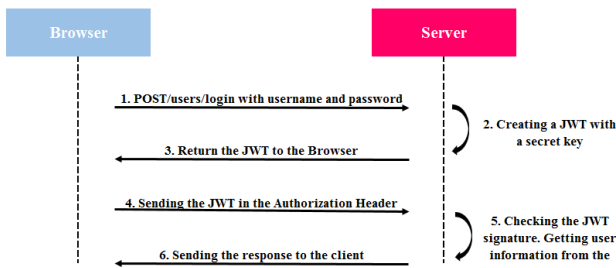 Browser
Server
1. POST/users/login with username and password
2. Creating a JWT with
a secret key
3. Return the JWT to the Browser
4. Sending the JWT in the Authorization Header
5. Checking the JWT
signature. Getting user
information from the
6. Sending the response to the client